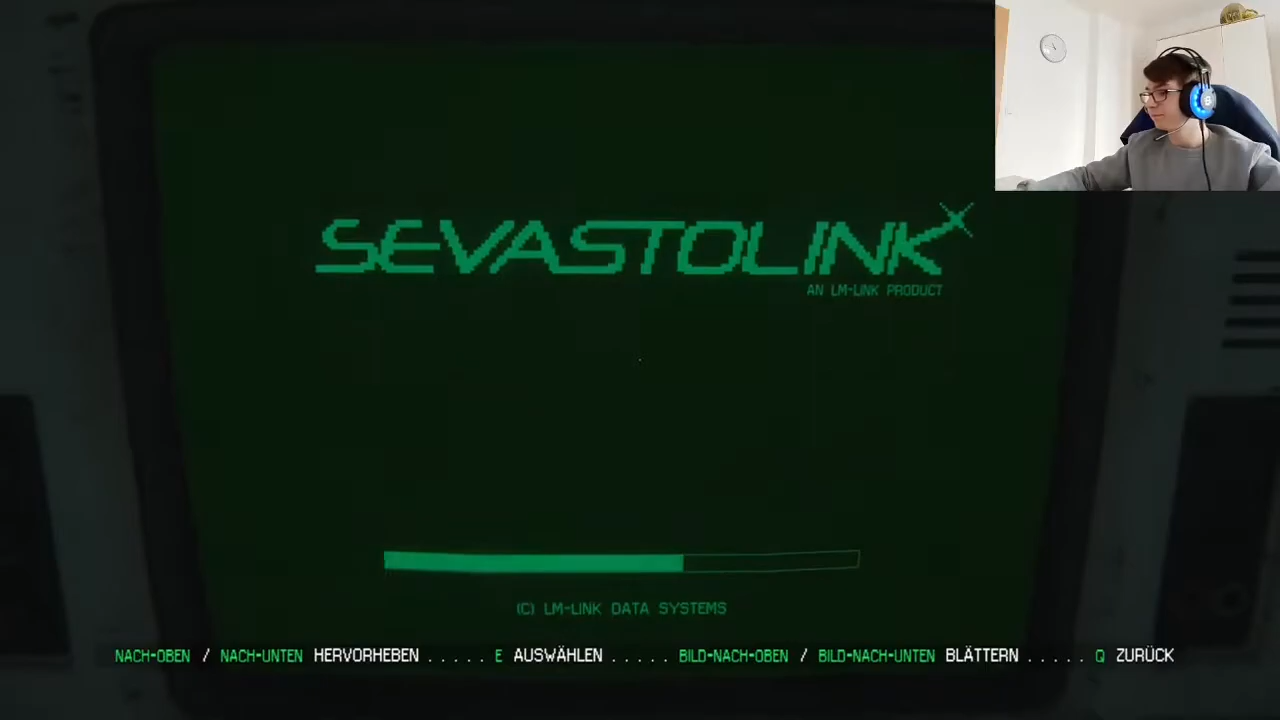 SEVASTOLINK
AN LM-LINK PRODUCT
(C) LM-LINK DATA SYSTEMS
NACH-OBEN / NACH-UNTEN HERVORHEBEN ..... E AUSWÄHLEN ..... BILD-NACH-OBEN / BILD-NACH-UNTEN BLÄTTERN ..... Q ZURÜCK